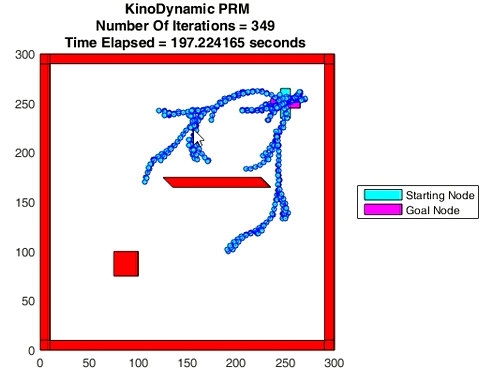 KinoDynamic PRM
Number Of Iterations = 349
Time Elapsed = 197.224165 seconds
300
250
200
150
100
50
0
0 50 100 150 200 250 300
Starting Node
Goal Node